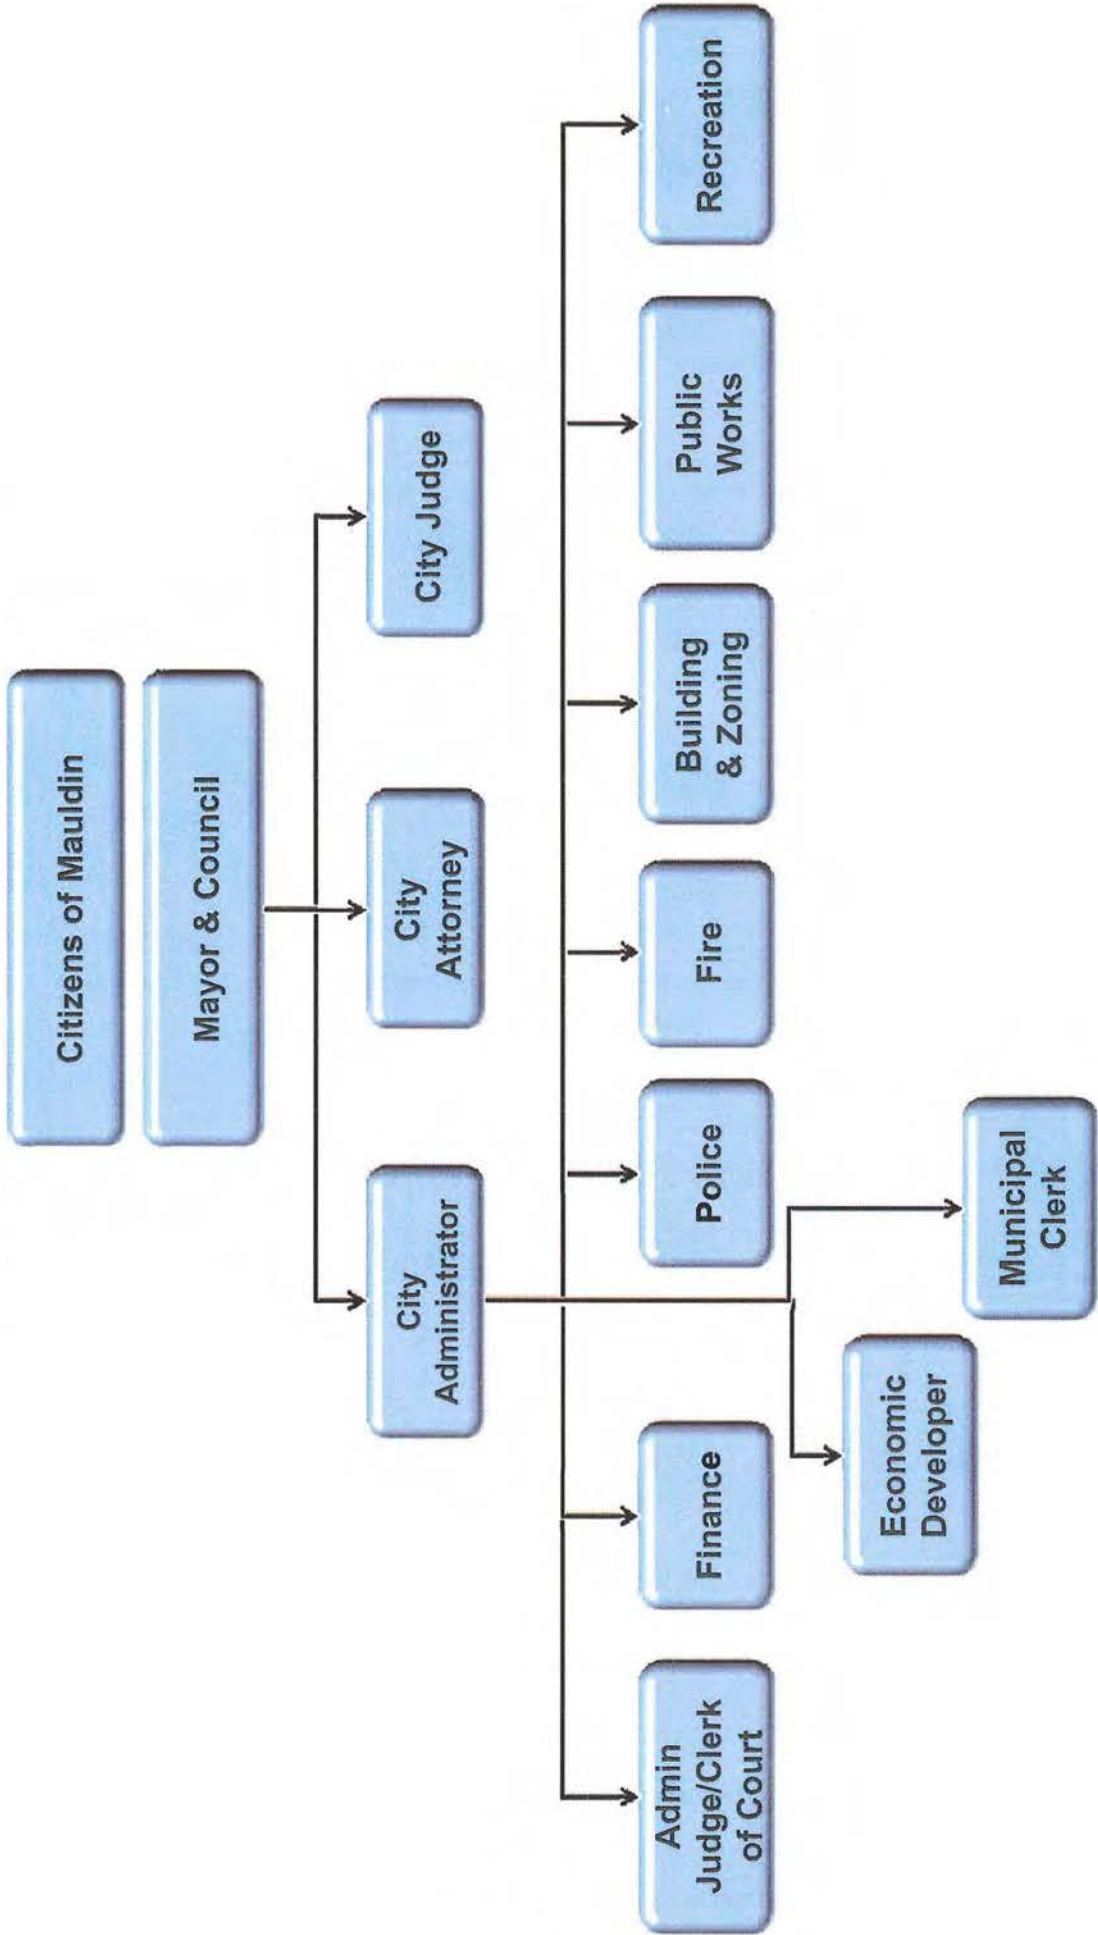 Citizens of Mauldin
Mayor & Council
City
Administrator
City
Attorney
City Judge
Admin
Judge/Clerk
of Court
Finance
Police
Fire
Building
& Zoning
Public
Works
Recreation
Economic
Developer
Municipal
Clerk